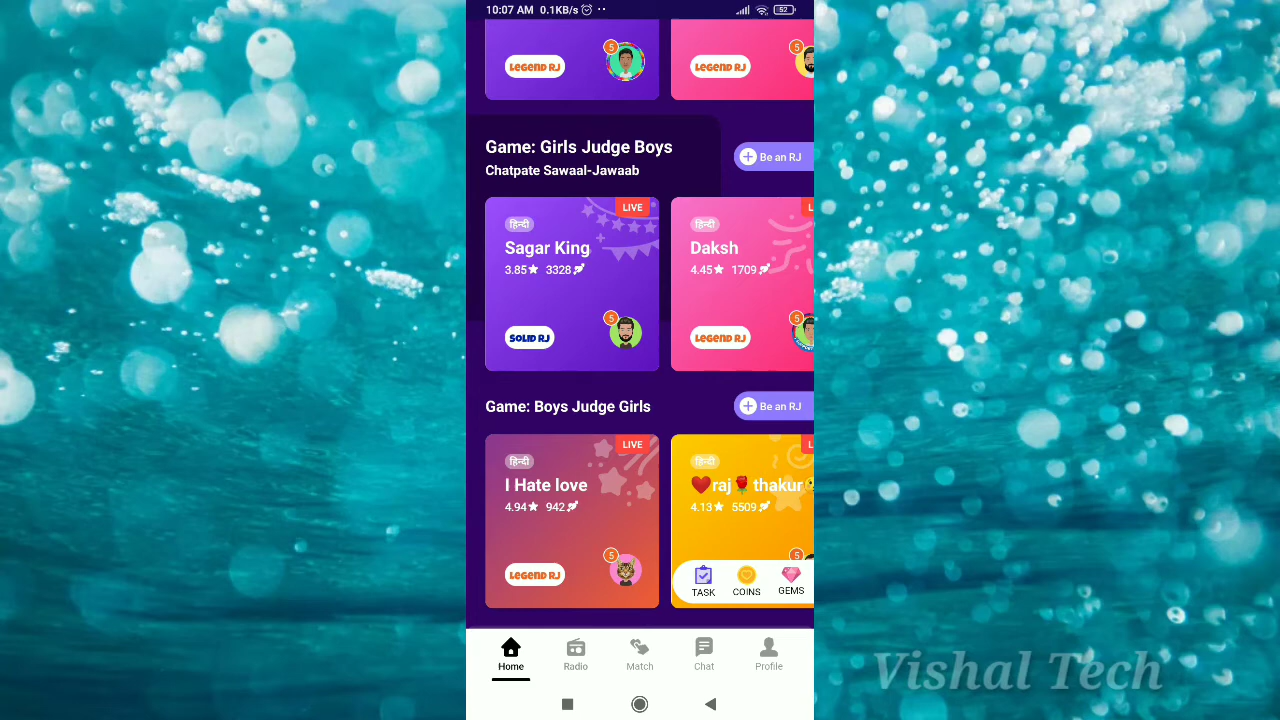 10:07 AM 0.1KB/s
52
5
LEGEND RJ
5
LEGEND RJ
Game: Girls Judge Boys
Chatpate Sawaal-Jawaab
Be an RJ
LIVE
हिन्दी
Sagar King
3.85 3328
5
SOLID RJ
L
हिन्दी
Daksh
4.45 1709
5
LEGEND RJ
Game: Boys Judge Girls
Be an RJ
LIVE
हिन्दी
I Hate love
4.94 942
5
LEGEND RJ
L
हिन्दी
❤️raj🌹thakur
4.13 5509
5
TASK COINS GEMS
Home Radio Match Chat Profile
Vishal Tech